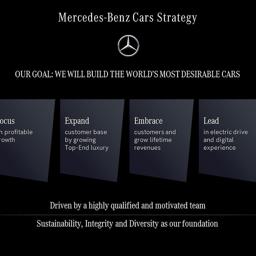 Mercedes-Benz Cars Strategy
OUR GOAL: WE WILL BUILD THE WORLD'S MOST DESIRABLE CARS
ocus
n profitable
rowth
Expand
customer base
by growing
Top-End luxury
Embrace
customers and
grow lifetime
revenues
Lead
in electric drive
and digital
experience
Driven by a highly qualified and motivated team
Sustainability, Integrity and Diversity as our foundation